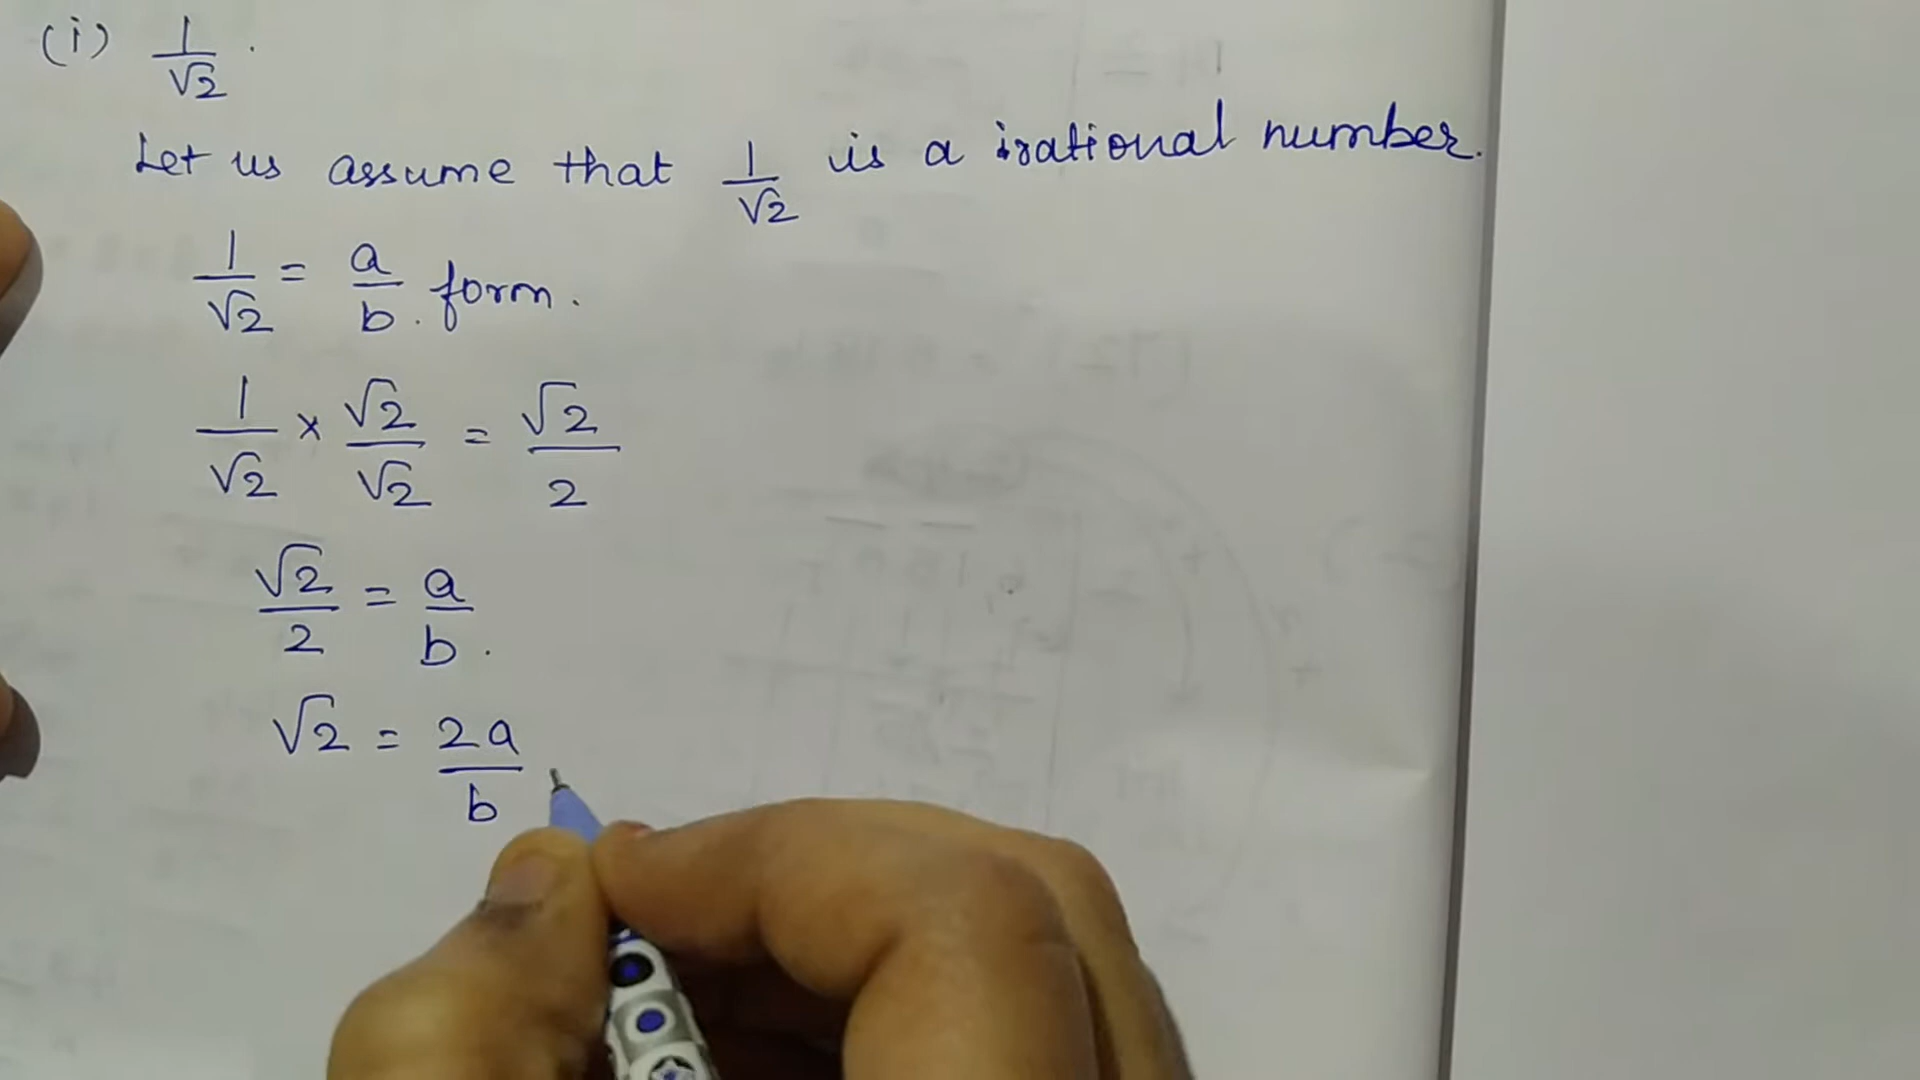 (i) 1/√2 .
Let us assume that 1/√2 is a irational number.
1/√2 = a/b . form.
1/√2 × √2/√2 = √2/2
√2/2 = a/b .
√2 = 2a/b